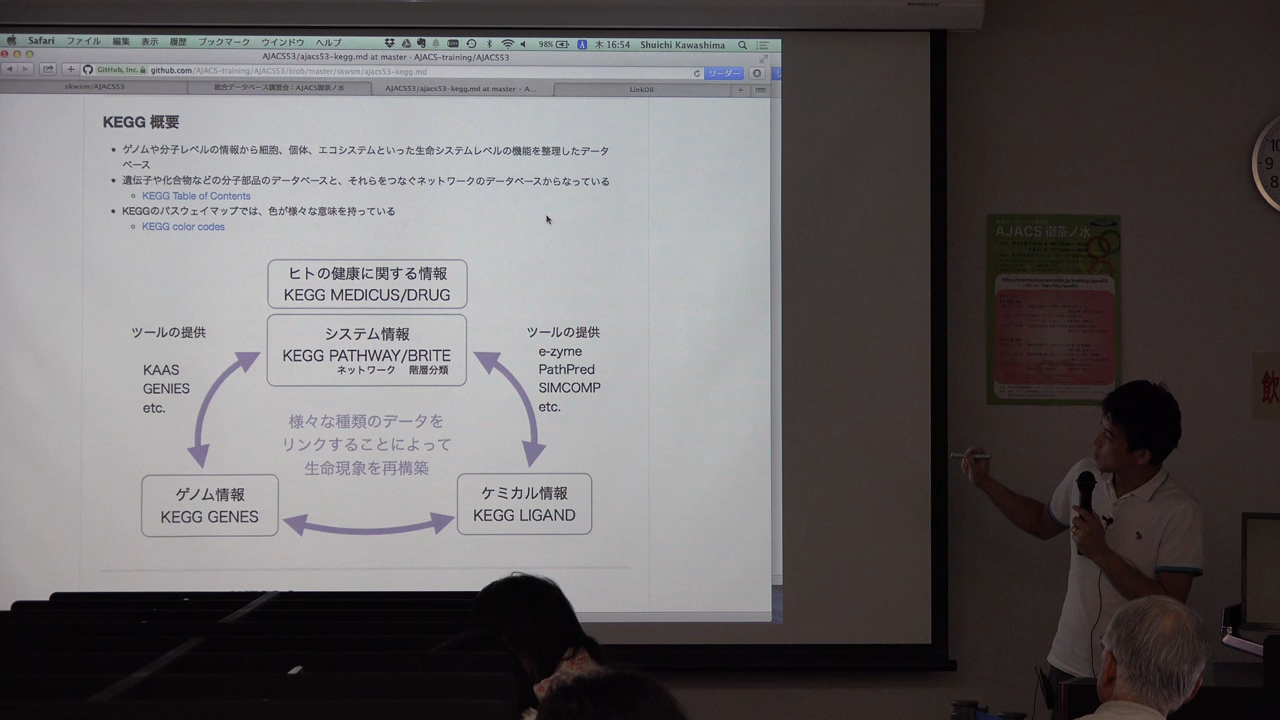 Safari ファイル 編集 表示 履歴 ブックマーク ウインドウ ヘルプ 98% 木 16:54 Shuichi Kawashima
AJACS53/ajacs53-kegg.md at master · AJACS-training/AJACS53
GitHub, Inc. github.com/AJACS-training/AJACS53/blob/master/skwsm/ajacs53-kegg.md リーダー
skwsm/AJACS53 統合データベース講習会：AJACS御茶ノ水 AJACS53/ajacs53-kegg.md at master · A... LinkDB
KEGG 概要
ゲノムや分子レベルの情報から細胞、個体、エコシステムといった生命システムレベルの機能を整理したデータ
ベース
遺伝子や化合物などの分子部品のデータベースと、それらをつなぐネットワークのデータベースからなっている
KEGG Table of Contents
KEGGのパスウェイマップでは、色が様々な意味を持っている
KEGG color codes
ヒトの健康に関する情報
KEGG MEDICUS/DRUG
システム情報
KEGG PATHWAY/BRITE
ネットワーク 階層分類
ツールの提供
KAAS
GENIES
etc.
ツールの提供
e-zyme
PathPred
SIMCOMP
etc.
様々な種類のデータを
リンクすることによって
生命現象を再構築
ゲノム情報
KEGG GENES
ケミカル情報
KEGG LIGAND
AJACS 御茶ノ水
10
9
8
飲